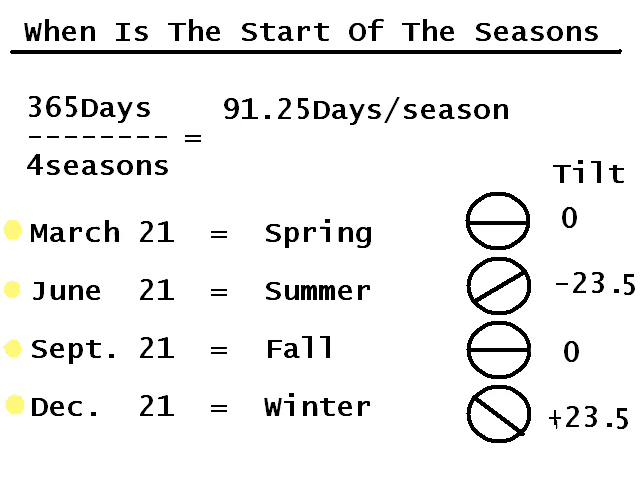 When Is The Start Of The Seasons
365Days
-------- = 91.25Days/season
4seasons
Tilt
March 21 = Spring 0
June 21 = Summer -23.5
Sept. 21 = Fall 0
Dec. 21 = Winter +23.5